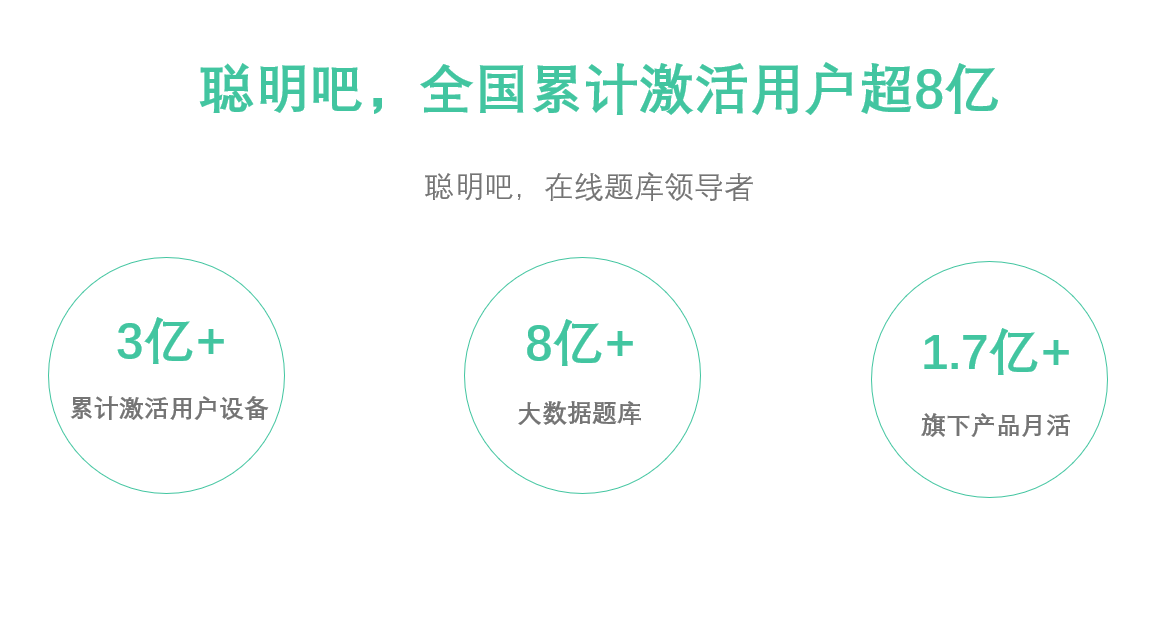 聪明吧，全国累计激活用户超8亿
聪明吧，在线题库领导者
3亿+
累计激活用户设备
8亿+
大数据题库
1.7亿+
旗下产品月活